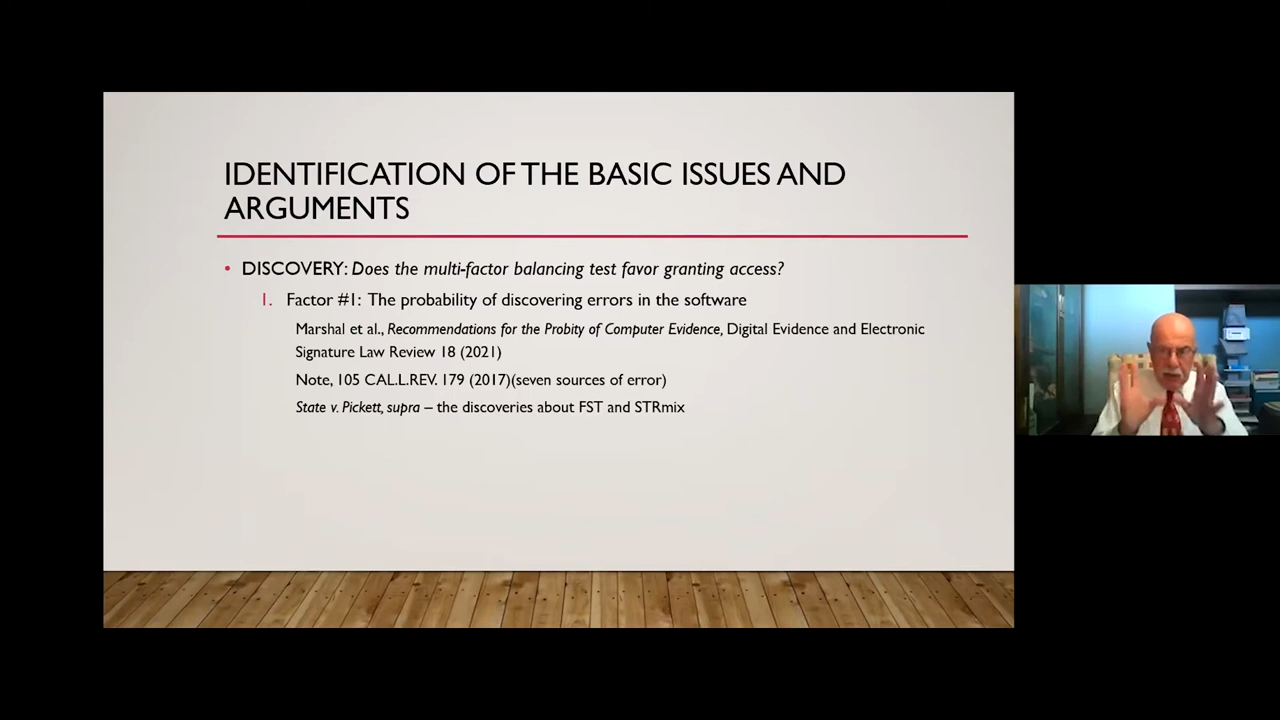 IDENTIFICATION OF THE BASIC ISSUES AND
ARGUMENTS
• DISCOVERY: Does the multi-factor balancing test favor granting access?
1. Factor #1: The probability of discovering errors in the software
Marshal et al., Recommendations for the Probity of Computer Evidence, Digital Evidence and Electronic
Signature Law Review 18 (2021)
Note, 105 CAL.L.REV. 179 (2017)(seven sources of error)
State v. Pickett, supra – the discoveries about FST and STRmix